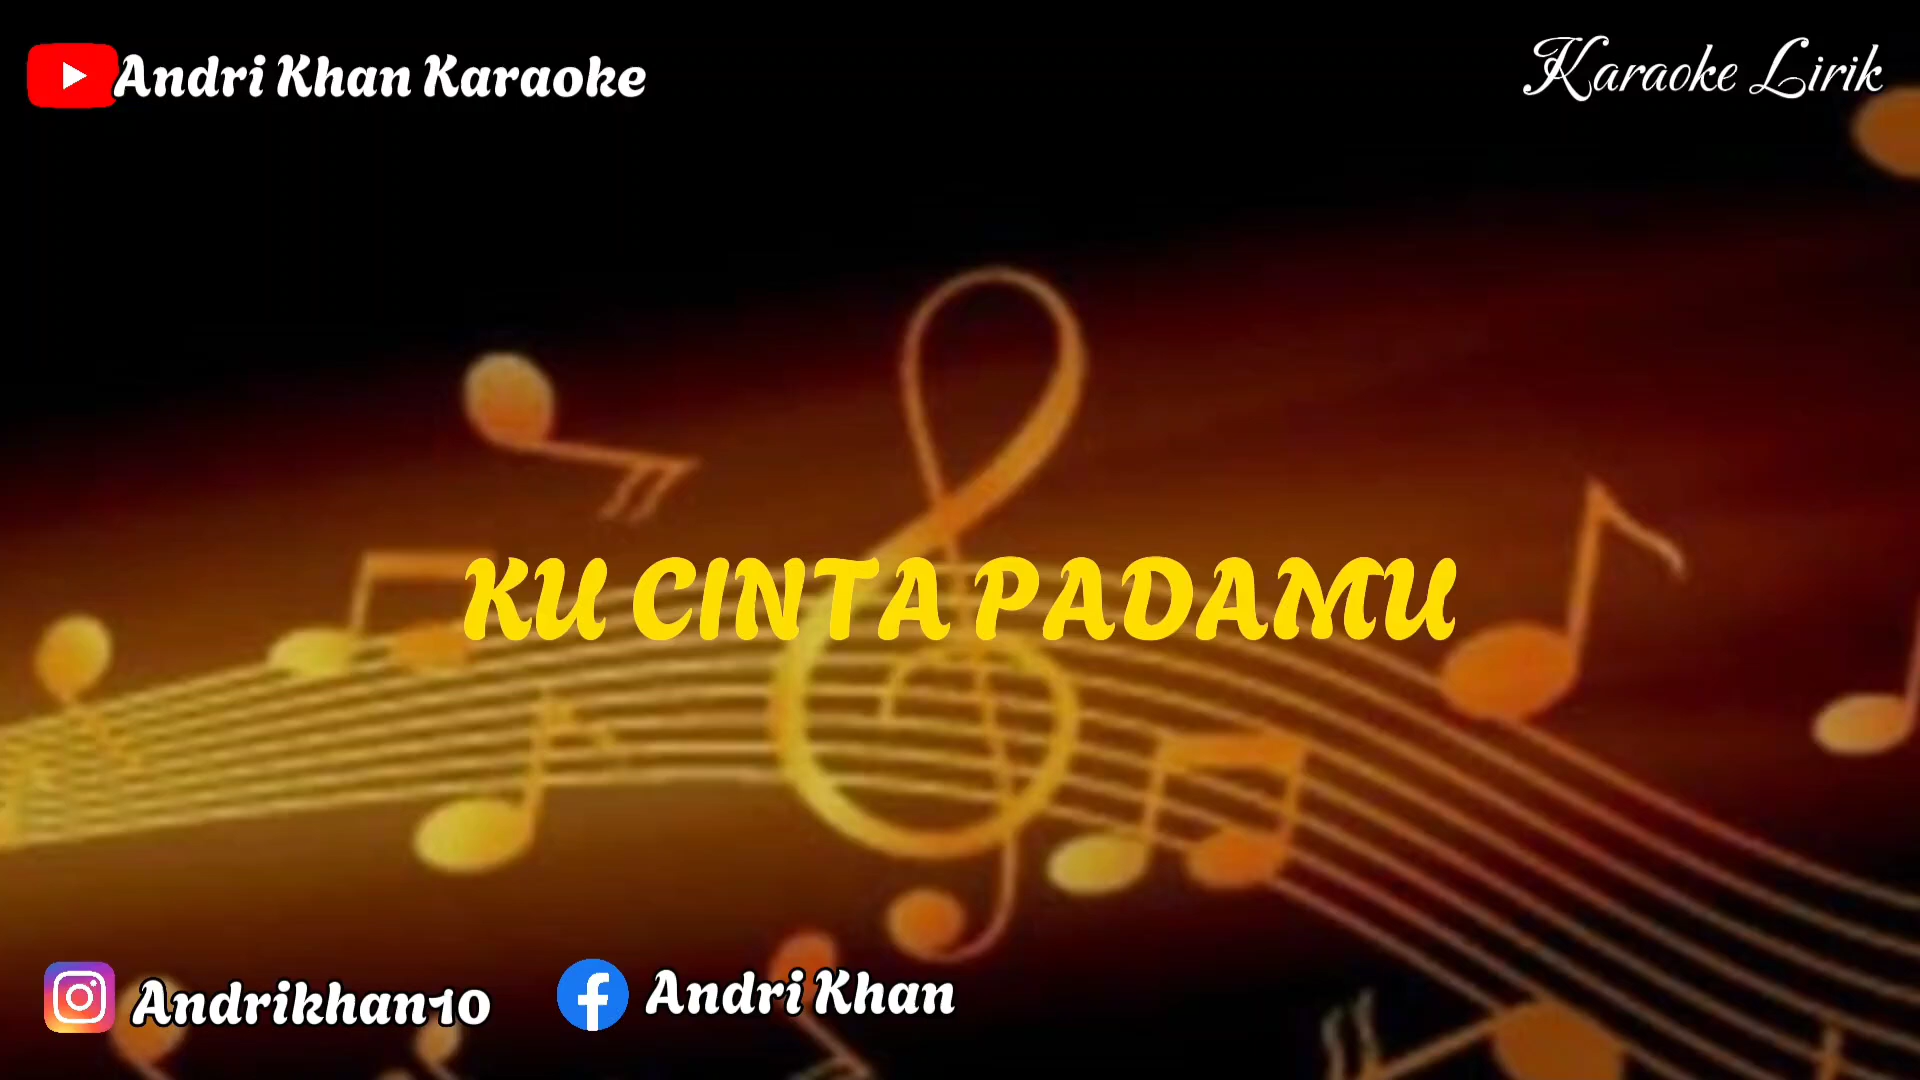 Andri Khan Karaoke
Karaoke Lirik
KU CINTA PADAMU
Andrikhan10
Andri Khan